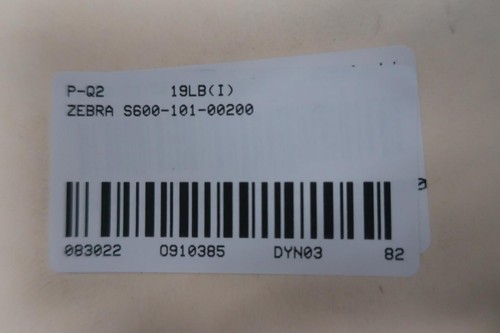 P-Q2 19LB(I)
ZEBRA S600-101-00200
083022 0910385 DYN03 82